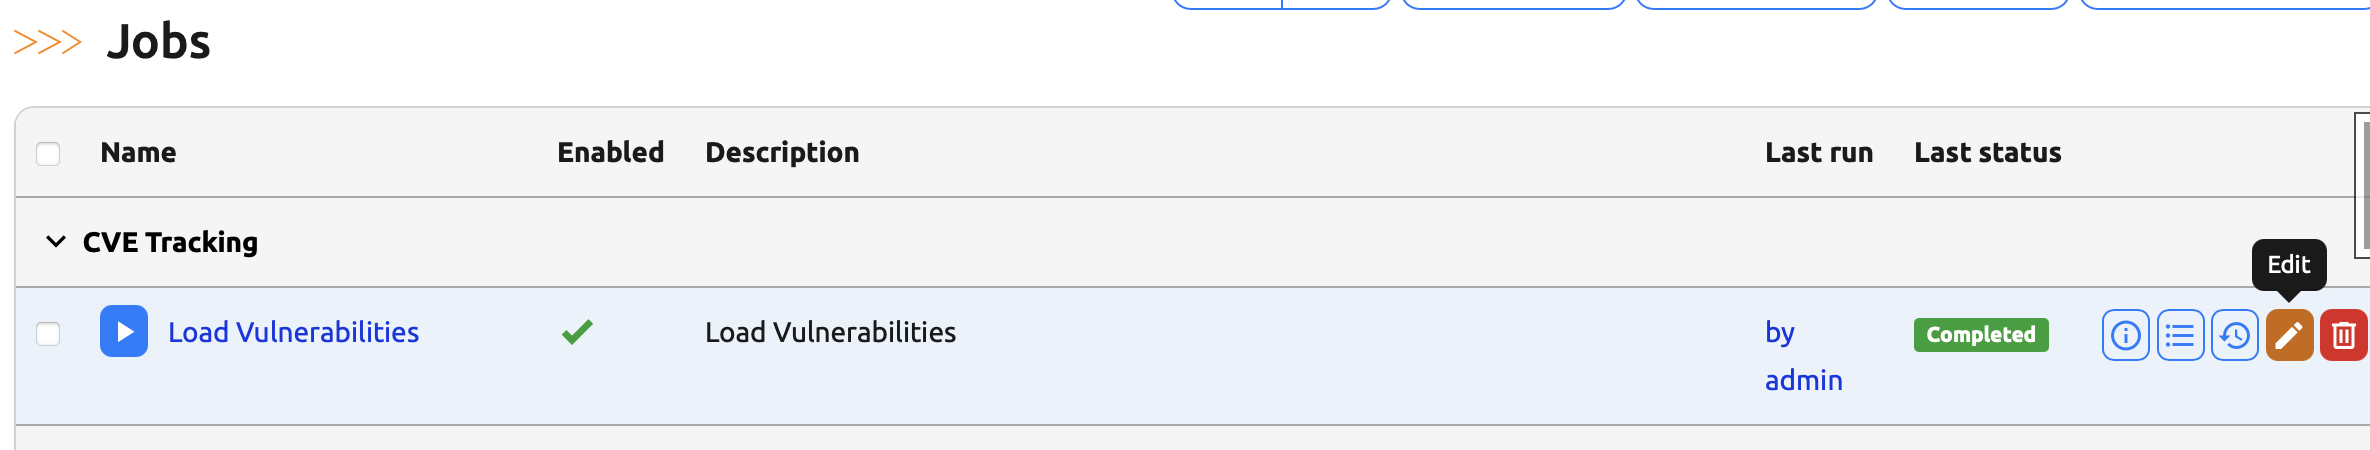 >>> Jobs
Name Enabled Description Last run Last status
CVE Tracking
Edit
Load Vulnerabilities Load Vulnerabilities by admin Completed